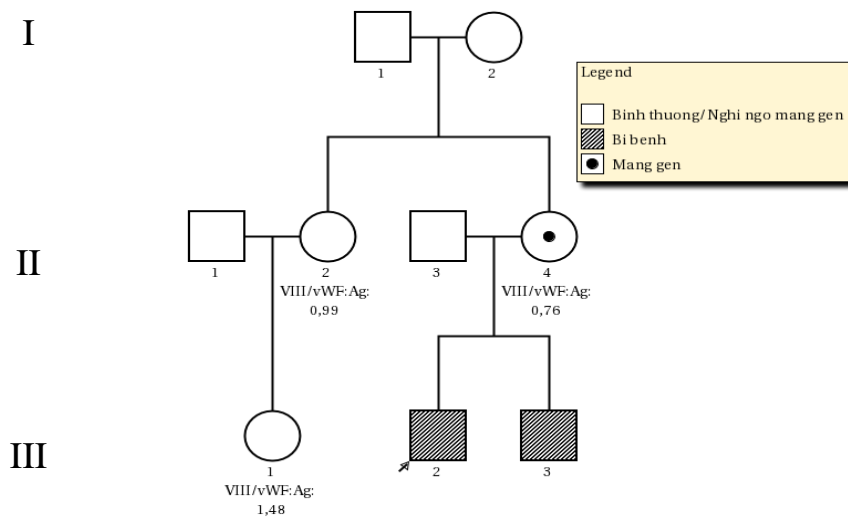 I
1
2
Legend
Binh thuong/ Nghi ngo mang gen
Bi benh
Mang gen
II
1
2
3
4
VIII/vWF:Ag:
0,99
VIII/vWF:Ag:
0,76
III
1
2
3
VIII/vWF:Ag:
1,48